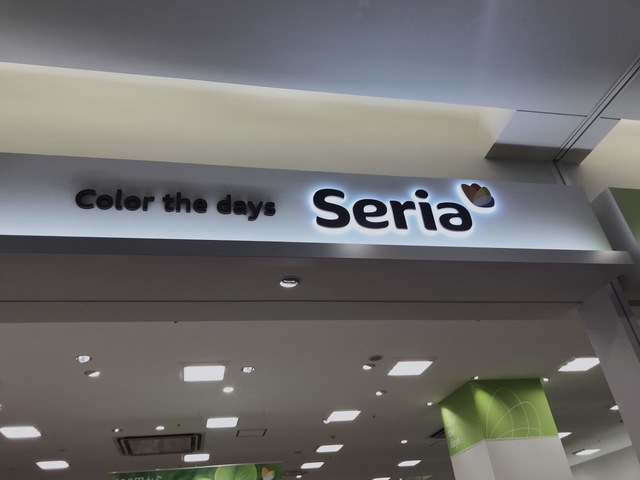 Color the days Seria